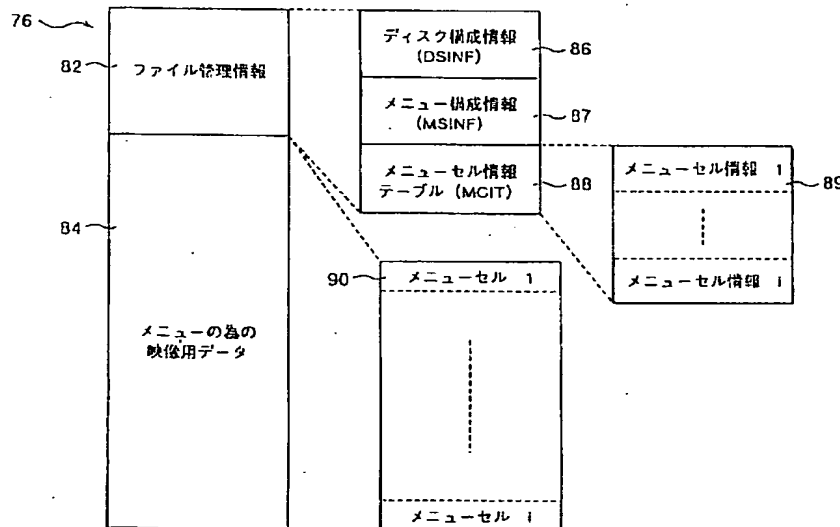 76
82
ファイル管理情報
84
メニューの為の
映像用データ
ディスク構成情報
(DSINF)
86
メニュー構成情報
(MSINF)
87
メニューセル情報
テーブル (MCIT)
88
メニューセル情報 1
89
メニューセル情報 i
90
メニューセル 1
メニューセル i